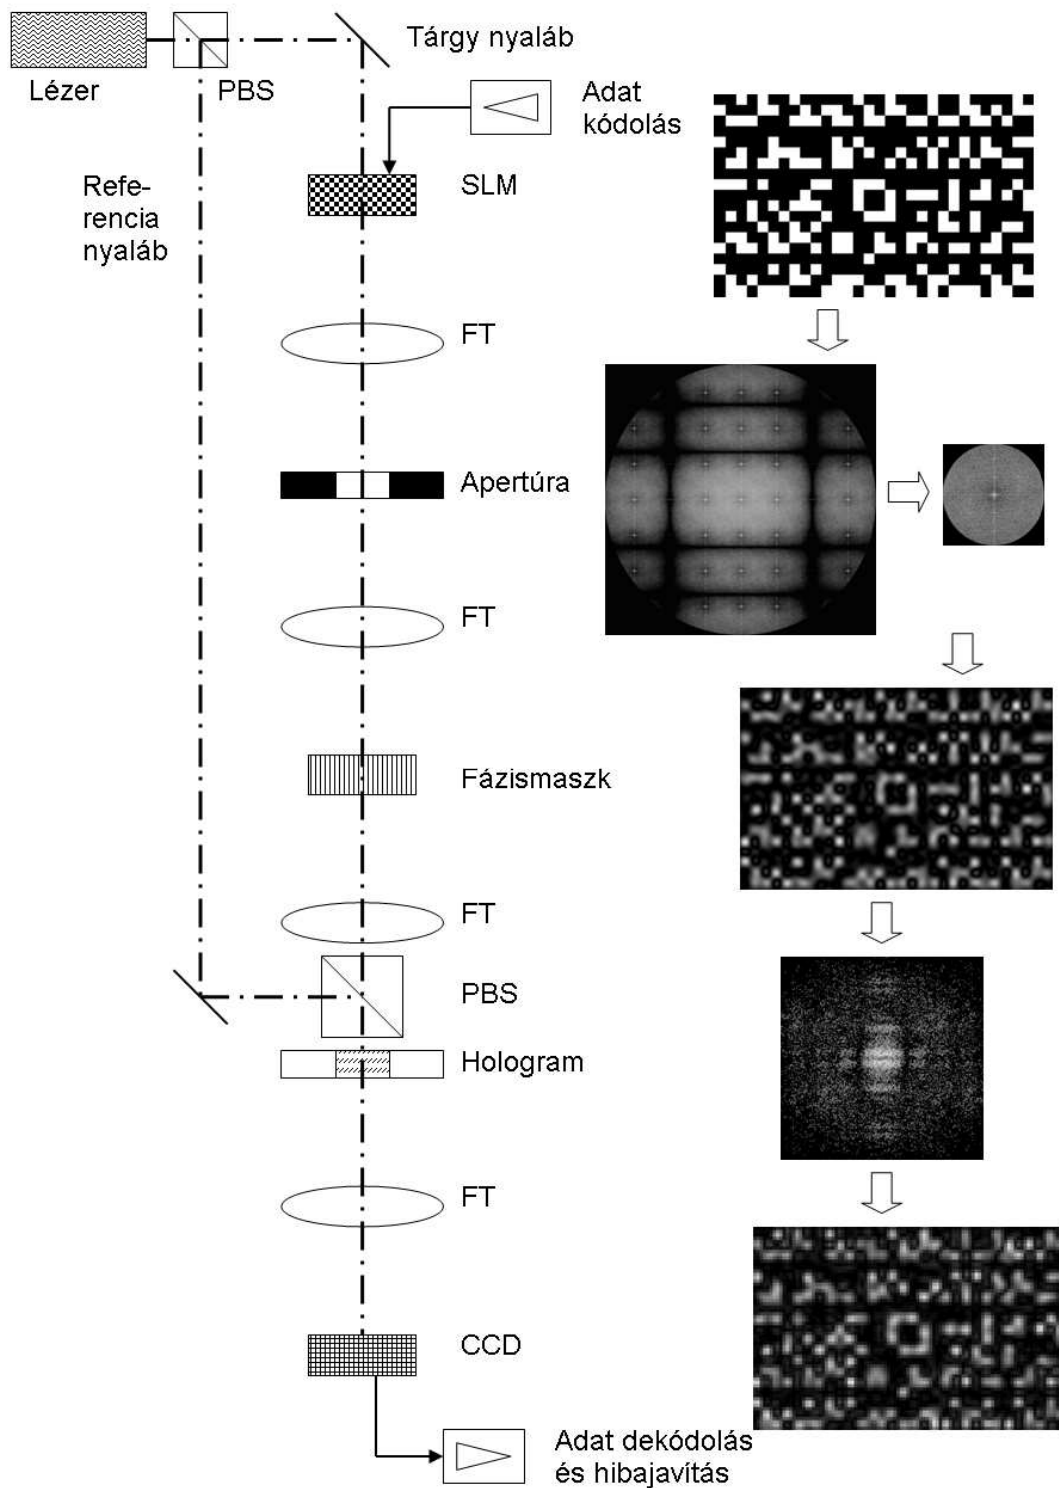 Lézer
PBS
Tárgy nyaláb
Adat
kódolás
SLM
Refe-
rencia
nyaláb
FT
Apertúra
FT
Fázismaszk
FT
PBS
Hologram
FT
CCD
Adat dekódolás
és hibajavítás